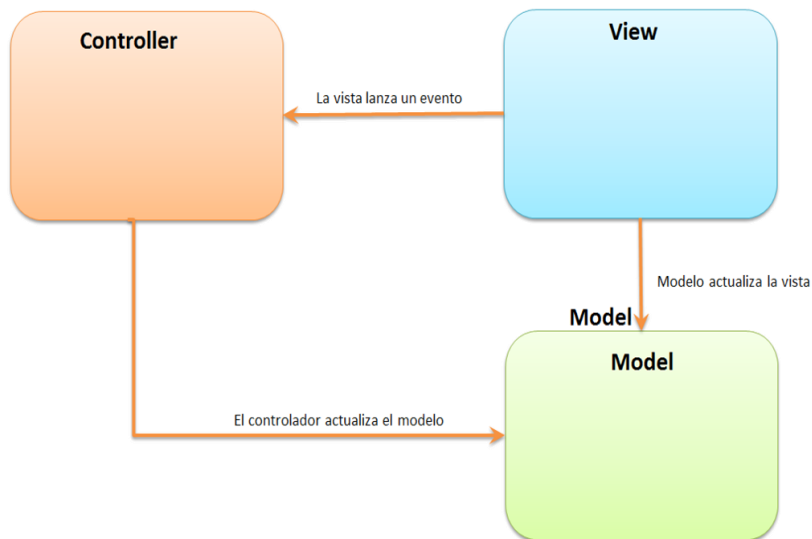 Controller
View
La vista lanza un evento
Modelo actualiza la vista
Model
Model
El controlador actualiza el modelo